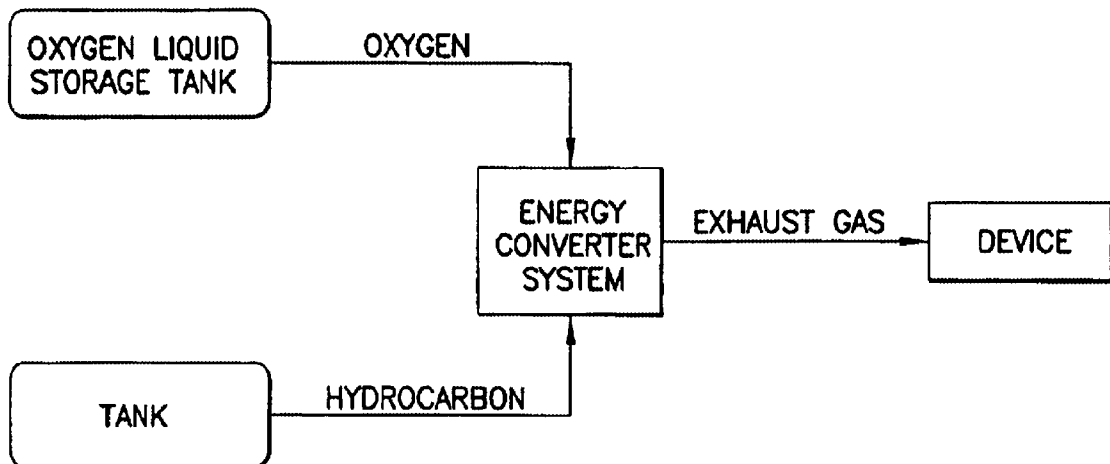 OXYGEN LIQUID
STORAGE TANK
OXYGEN
ENERGY
CONVERTER
SYSTEM
EXHAUST GAS
DEVICE
TANK
HYDROCARBON